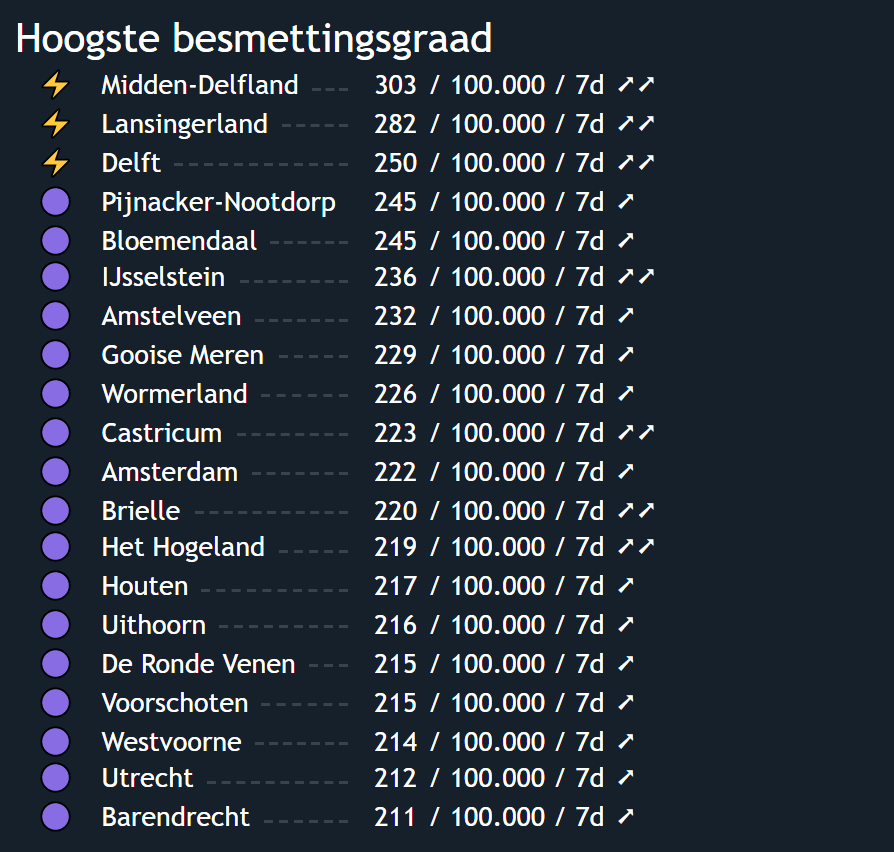 Hoogste besmettingsgraad
⚡ Midden-Delfland --- 303 / 100.000 / 7d ➚➚
⚡ Lansingerland ----- 282 / 100.000 / 7d ➚➚
⚡ Delft ------------ 250 / 100.000 / 7d ➚➚
Pijnacker-Nootdorp 245 / 100.000 / 7d ➚
Bloemendaal ------ 245 / 100.000 / 7d ➚
IJsselstein -------- 236 / 100.000 / 7d ➚➚
Amstelveen ------- 232 / 100.000 / 7d ➚
Gooise Meren ----- 229 / 100.000 / 7d ➚
Wormerland ------ 226 / 100.000 / 7d ➚
Castricum -------- 223 / 100.000 / 7d ➚➚
Amsterdam ------- 222 / 100.000 / 7d ➚
Brielle ----------- 220 / 100.000 / 7d ➚➚
Het Hogeland ----- 219 / 100.000 / 7d ➚➚
Houten ---------- 217 / 100.000 / 7d ➚
Uithoorn --------- 216 / 100.000 / 7d ➚
De Ronde Venen --- 215 / 100.000 / 7d ➚
Voorschoten ------ 215 / 100.000 / 7d ➚
Westvoorne ------- 214 / 100.000 / 7d ➚
Utrecht ---------- 212 / 100.000 / 7d ➚
Barendrecht ------ 211 / 100.000 / 7d ➚